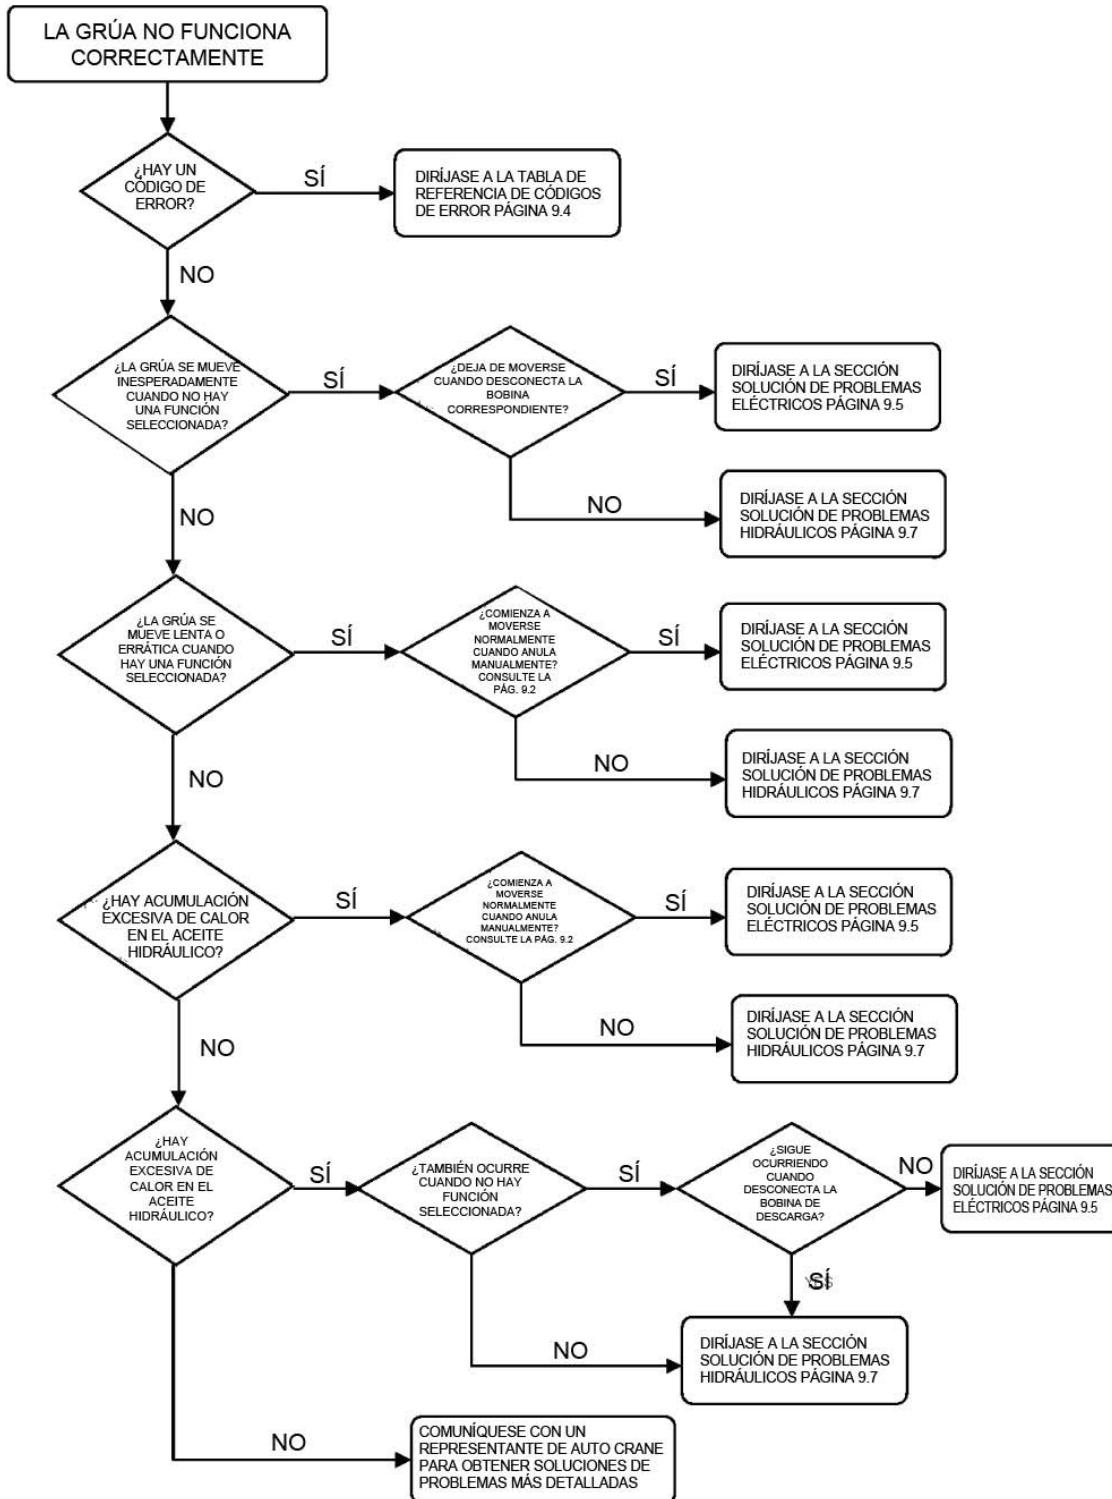 LA GRÚA NO FUNCIONA
CORRECTAMENTE
¿HAY UN
CÓDIGO DE
ERROR?
SÍ
DIRÍJASE A LA TABLA DE
REFERENCIA DE CÓDIGOS
DE ERROR PÁGINA 9.4
NO
¿LA GRÚA SE MUEVE
INESPERADAMENTE
CUANDO NO HAY
UNA FUNCIÓN
SELECCIONADA?
SÍ
¿DEJA DE MOVERSE
CUANDO DESCONECTA LA
BOBINA
CORRESPONDIENTE?
SÍ
DIRÍJASE A LA SECCIÓN
SOLUCIÓN DE PROBLEMAS
ELÉCTRICOS PÁGINA 9.5
NO
DIRÍJASE A LA SECCIÓN
SOLUCIÓN DE PROBLEMAS
HIDRÁULICOS PÁGINA 9.7
NO
¿LA GRÚA SE
MUEVE LENTA O
ERRÁTICA CUANDO
HAY UNA FUNCIÓN
SELECCIONADA?
SÍ
¿COMIENZA A
MOVERSE
NORMALMENTE
CUANDO ANULA
MANUALMENTE?
CONSULTE LA
PÁG. 9.2
SÍ
DIRÍJASE A LA SECCIÓN
SOLUCIÓN DE PROBLEMAS
ELÉCTRICOS PÁGINA 9.5
NO
DIRÍJASE A LA SECCIÓN
SOLUCIÓN DE PROBLEMAS
HIDRÁULICOS PÁGINA 9.7
NO
¿HAY ACUMULACIÓN
EXCESIVA DE CALOR
EN EL ACEITE
HIDRÁULICO?
SÍ
¿COMIENZA A
MOVERSE
NORMALMENTE
CUANDO ANULA
MANUALMENTE?
CONSULTE LA PÁG. 9.2
SÍ
DIRÍJASE A LA SECCIÓN
SOLUCIÓN DE PROBLEMAS
ELÉCTRICOS PÁGINA 9.5
NO
DIRÍJASE A LA SECCIÓN
SOLUCIÓN DE PROBLEMAS
HIDRÁULICOS PÁGINA 9.7
NO
¿HAY
ACUMULACIÓN
EXCESIVA DE
CALOR EN EL
ACEITE
HIDRÁULICO?
SÍ
¿TAMBIÉN OCURRE
CUANDO NO HAY
FUNCIÓN
SELECCIONADA?
SÍ
¿SIGUE
OCURRIENDO
CUANDO
DESCONECTA LA
BOBINA DE
DESCARGA?
NO
DIRÍJASE A LA SECCIÓN
SOLUCIÓN DE PROBLEMAS
ELÉCTRICOS PÁGINA 9.5
SÍ
NO
DIRÍJASE A LA SECCIÓN
SOLUCIÓN DE PROBLEMAS
HIDRÁULICOS PÁGINA 9.7
NO
COMUNÍQUESE CON UN
REPRESENTANTE DE AUTO CRANE
PARA OBTENER SOLUCIONES DE
PROBLEMAS MÁS DETALLADAS